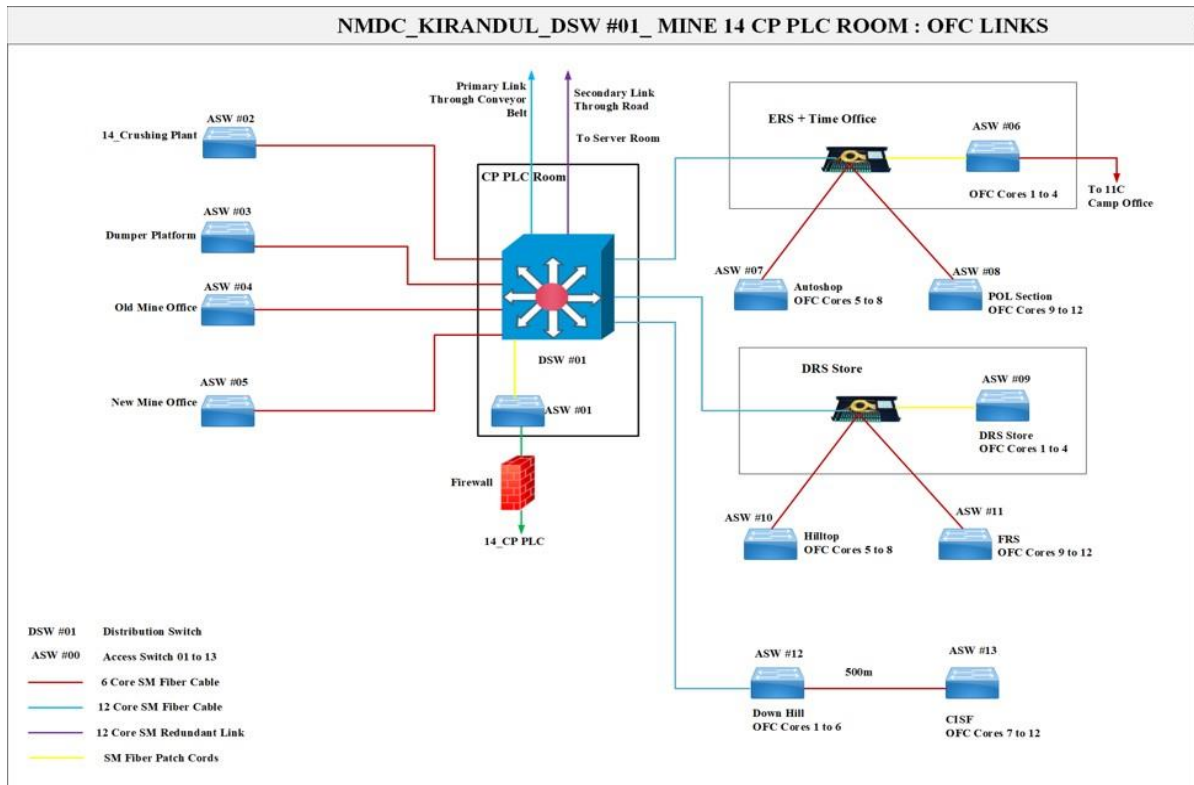 NMDC_KIRANDUL_DSW #01_ MINE 14 CP PLC ROOM : OFC LINKS
Primary Link
Through Conveyor
Belt
Secondary Link
Through Road
To Server Room
ASW #02
14_Crushing Plant
ASW #03
Dumper Platform
ASW #04
Old Mine Office
ASW #05
New Mine Office
CP PLC Room
DSW #01
ASW #01
Firewall
14_CP PLC
ERS + Time Office
ASW #06
OFC Cores 1 to 4
To 11C
Camp Office
ASW #07
Autoshop
OFC Cores 5 to 8
ASW #08
POL Section
OFC Cores 9 to 12
DRS Store
ASW #09
DRS Store
OFC Cores 1 to 4
ASW #10
Hilltop
OFC Cores 5 to 8
ASW #11
FRS
OFC Cores 9 to 12
ASW #12
500m
ASW #13
Down Hill
OFC Cores 1 to 6
CISF
OFC Cores 7 to 12
DSW #01 Distribution Switch
ASW #00 Access Switch 01 to 13
6 Core SM Fiber Cable
12 Core SM Fiber Cable
12 Core SM Redundant Link
SM Fiber Patch Cords